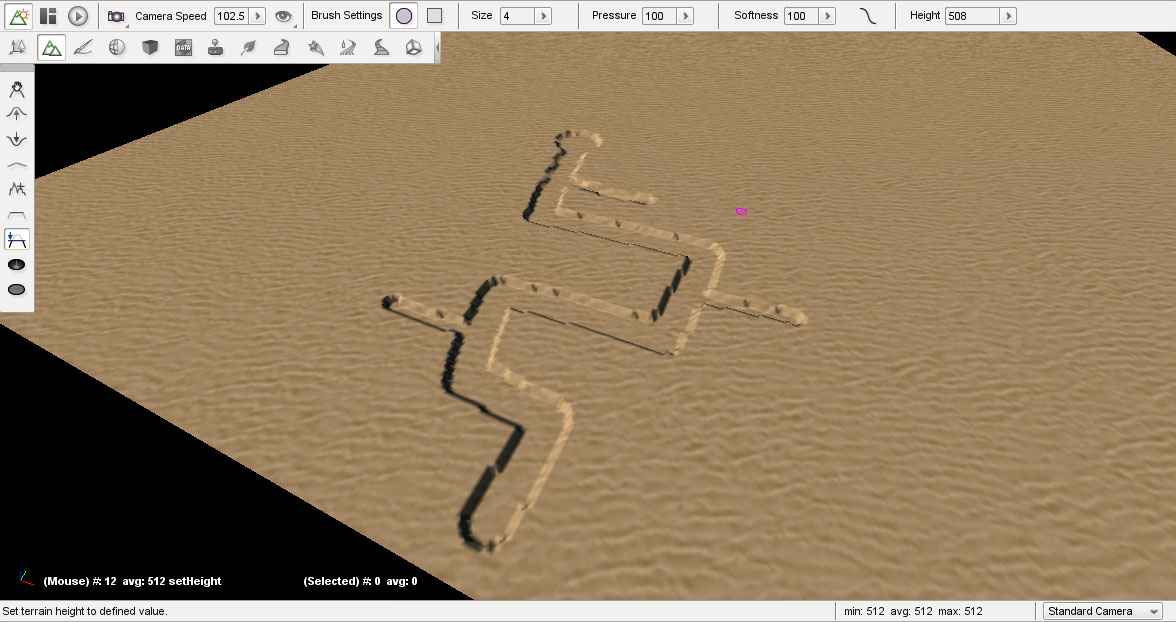 Camera Speed 102.5 Brush Settings Size 4 Pressure 100 Softness 100 Height 508
DATA
(Mouse) #: 12 avg: 512 setHeight (Selected) #: 0 avg: 0
Set terrain height to defined value. min: 512 avg: 512 max: 512 Standard Camera